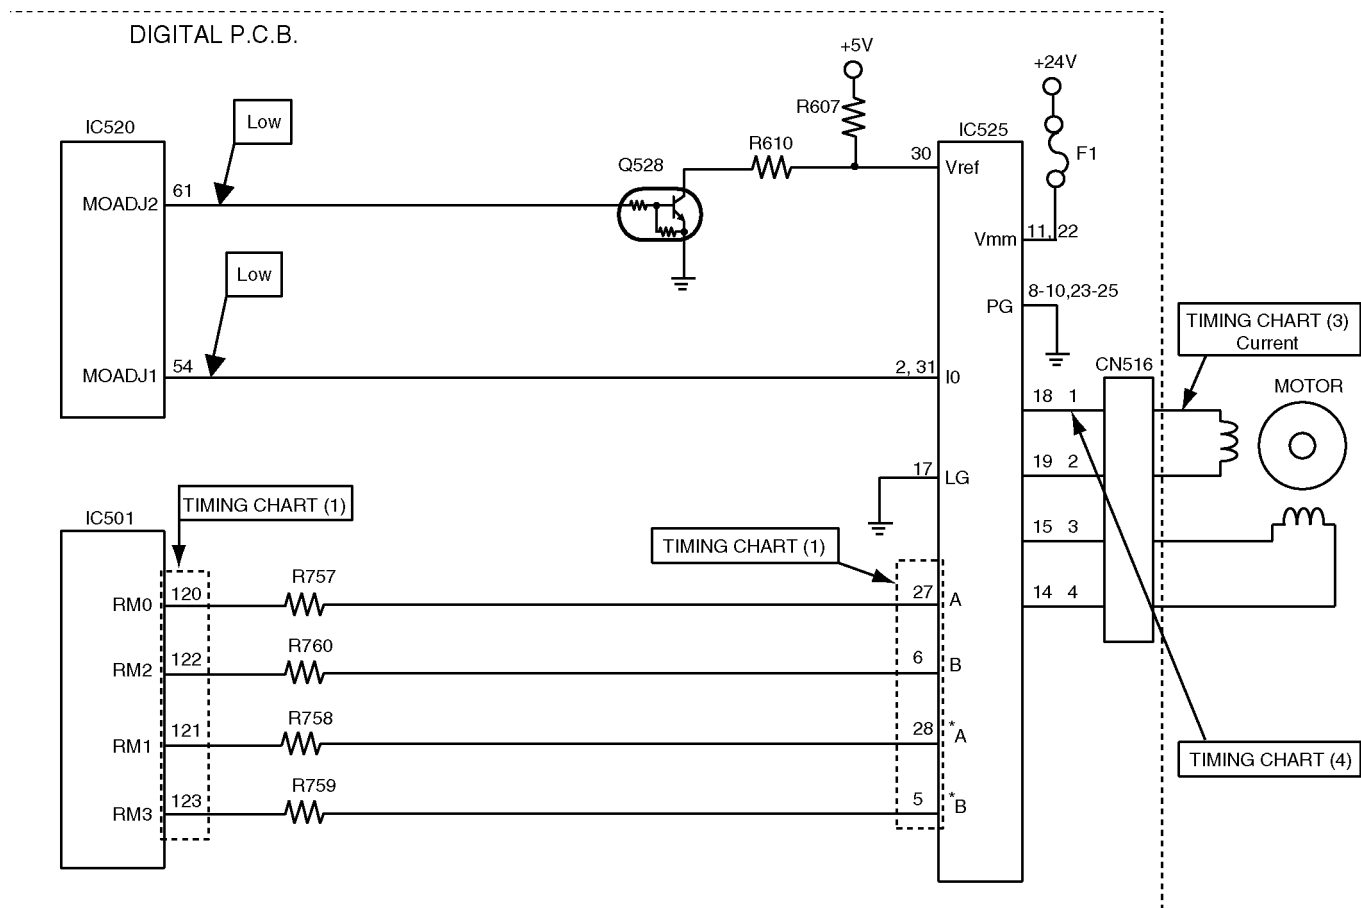 DIGITAL P.C.B.
+5V
+24V
R607
IC520
Low
IC525
R610
F1
Q528
30
Vref
61
MOADJ2
Vmm
11, 22
Low
8-10,23-25
PG
TIMING CHART (3)
Current
54
MOADJ1
2, 31
I0
CN516
MOTOR
18 1
17
LG
19 2
TIMING CHART (1)
IC501
15 3
TIMING CHART (1)
R757
120
RM0
27
A
14 4
R760
122
RM2
6
B
R758
121
RM1
28
*A
TIMING CHART (4)
R759
123
RM3
5
*B